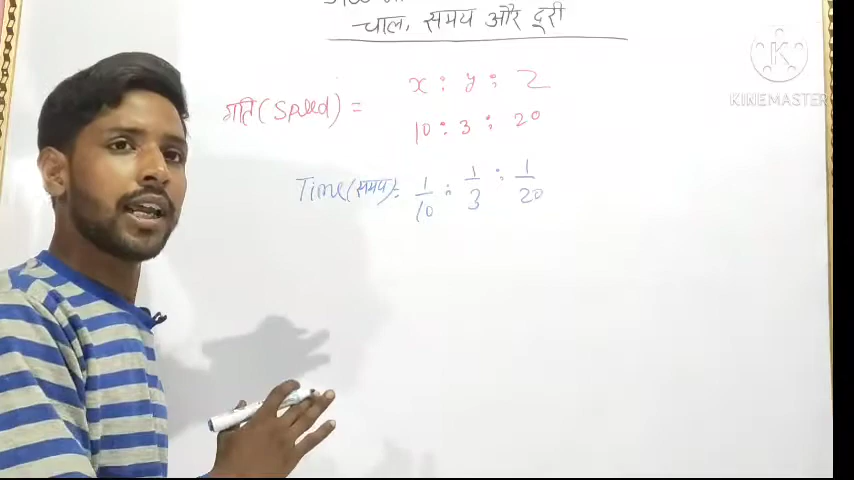 चाल, समय और दूरी
गति (Speed) = x : y : z
10 : 3 : 20
Time (समय) : 1/10 : 1/3 : 1/20
K
KINEMASTER